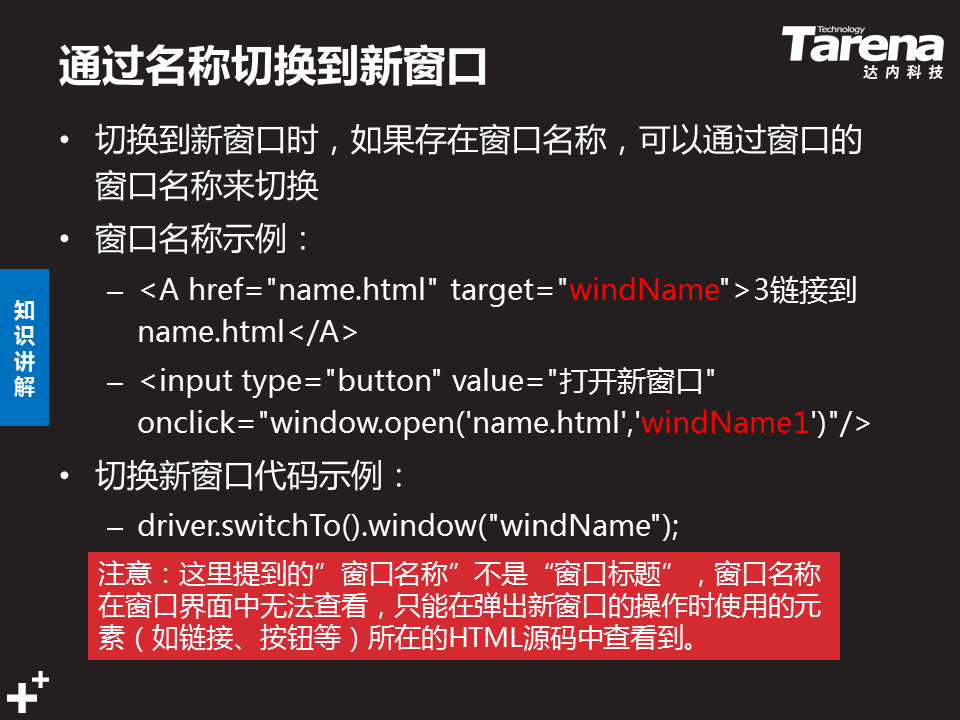 通过名称切换到新窗口
Technology
Tarena
达内科技
• 切换到新窗口时，如果存在窗口名称，可以通过窗口的
窗口名称来切换
• 窗口名称示例：
– <A href="name.html" target="windName">3链接到
name.html</A>
– <input type="button" value="打开新窗口"
onclick="window.open('name.html','windName1')"/>
• 切换新窗口代码示例：
– driver.switchTo().window("windName");
知
识
讲
解
注意：这里提到的”窗口名称”不是“窗口标题”，窗口名称
在窗口界面中无法查看，只能在弹出新窗口的操作时使用的元
素（如链接、按钮等）所在的HTML源码中查看到。